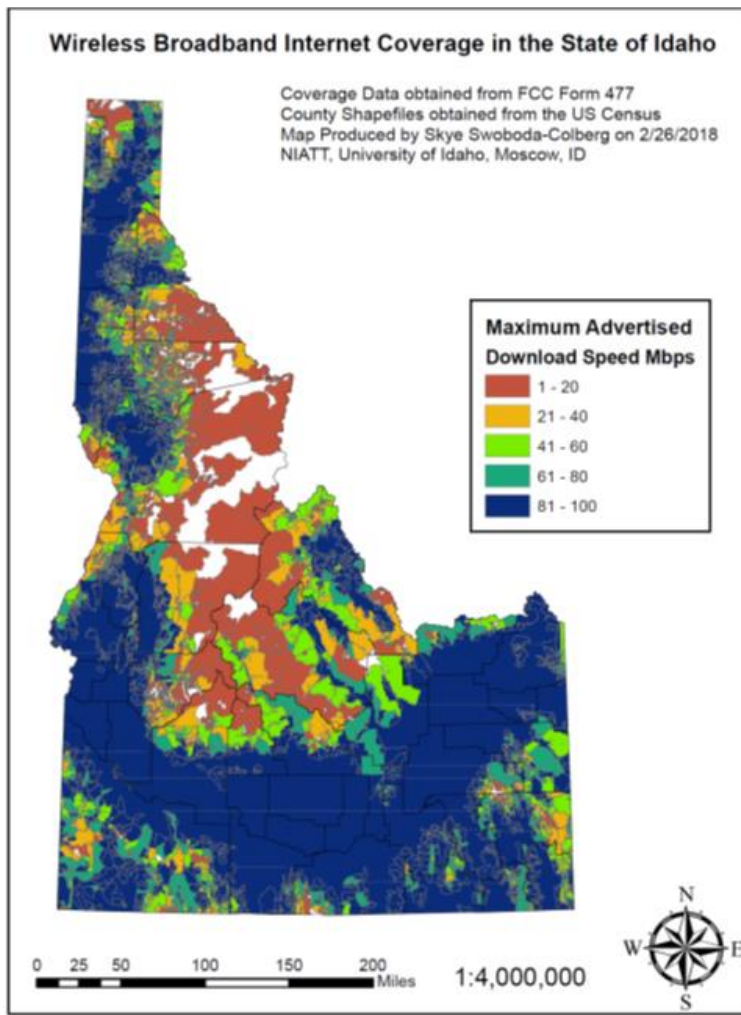 Wireless Broadband Internet Coverage in the State of Idaho
Coverage Data obtained from FCC Form 477
County Shapefiles obtained from the US Census
Map Produced by Skye Swoboda-Colberg on 2/26/2018
NIATT, University of Idaho, Moscow, ID
Maximum Advertised
Download Speed Mbps
1 - 20
21 - 40
41 - 60
61 - 80
81 - 100
N
W E
S
0 25 50 100 150 200
Miles
1:4,000,000